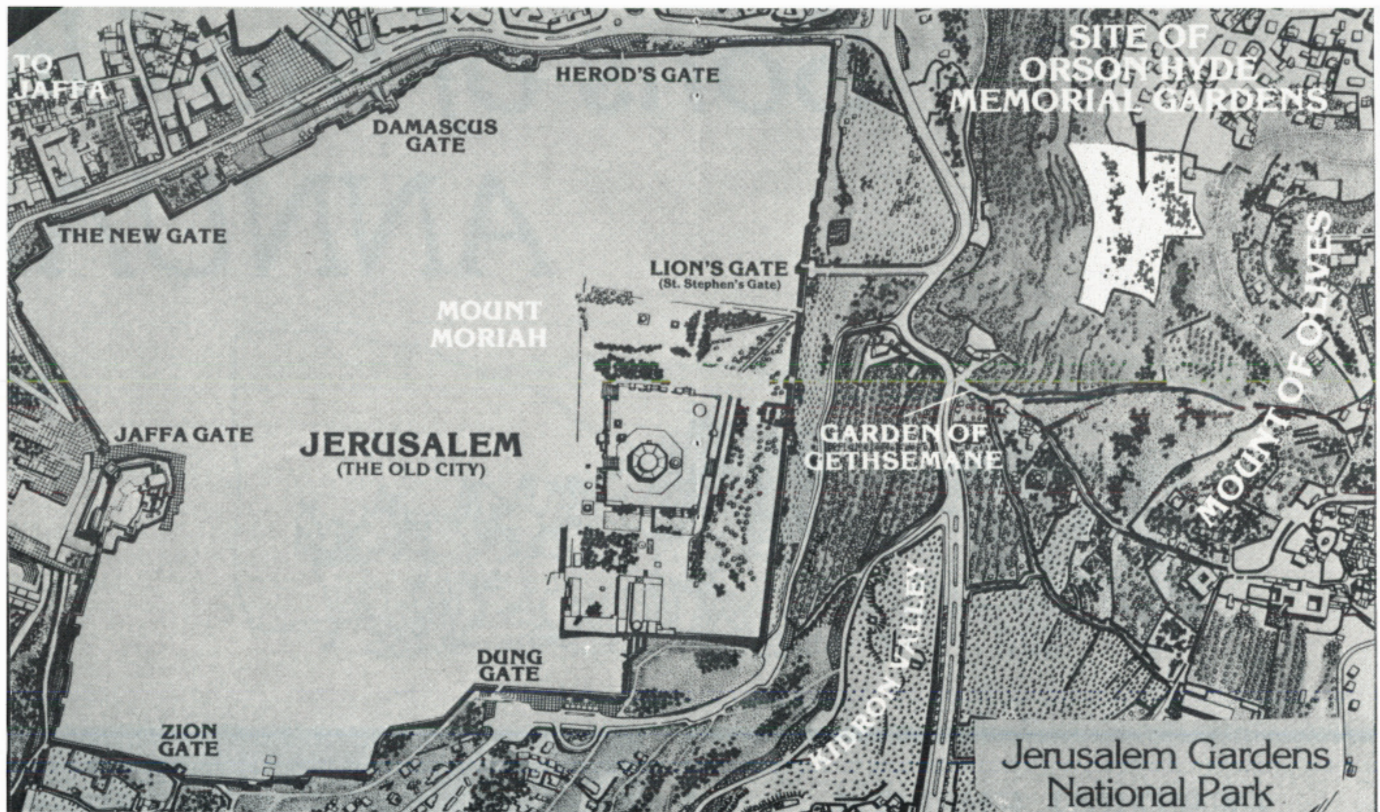 TO
JAFFA
HEROD'S GATE
SITE OF
ORSON HYDE
MEMORIAL GARDENS
DAMASCUS
GATE
THE NEW GATE
LION'S GATE
(St. Stephen's Gate)
MOUNT
MORIAH
MOUNT OF OLIVES
JAFFA GATE
JERUSALEM
(THE OLD CITY)
GARDEN OF
GETHSEMANE
KIDRON VALLEY
DUNG
GATE
ZION
GATE
Jerusalem Gardens
National Park